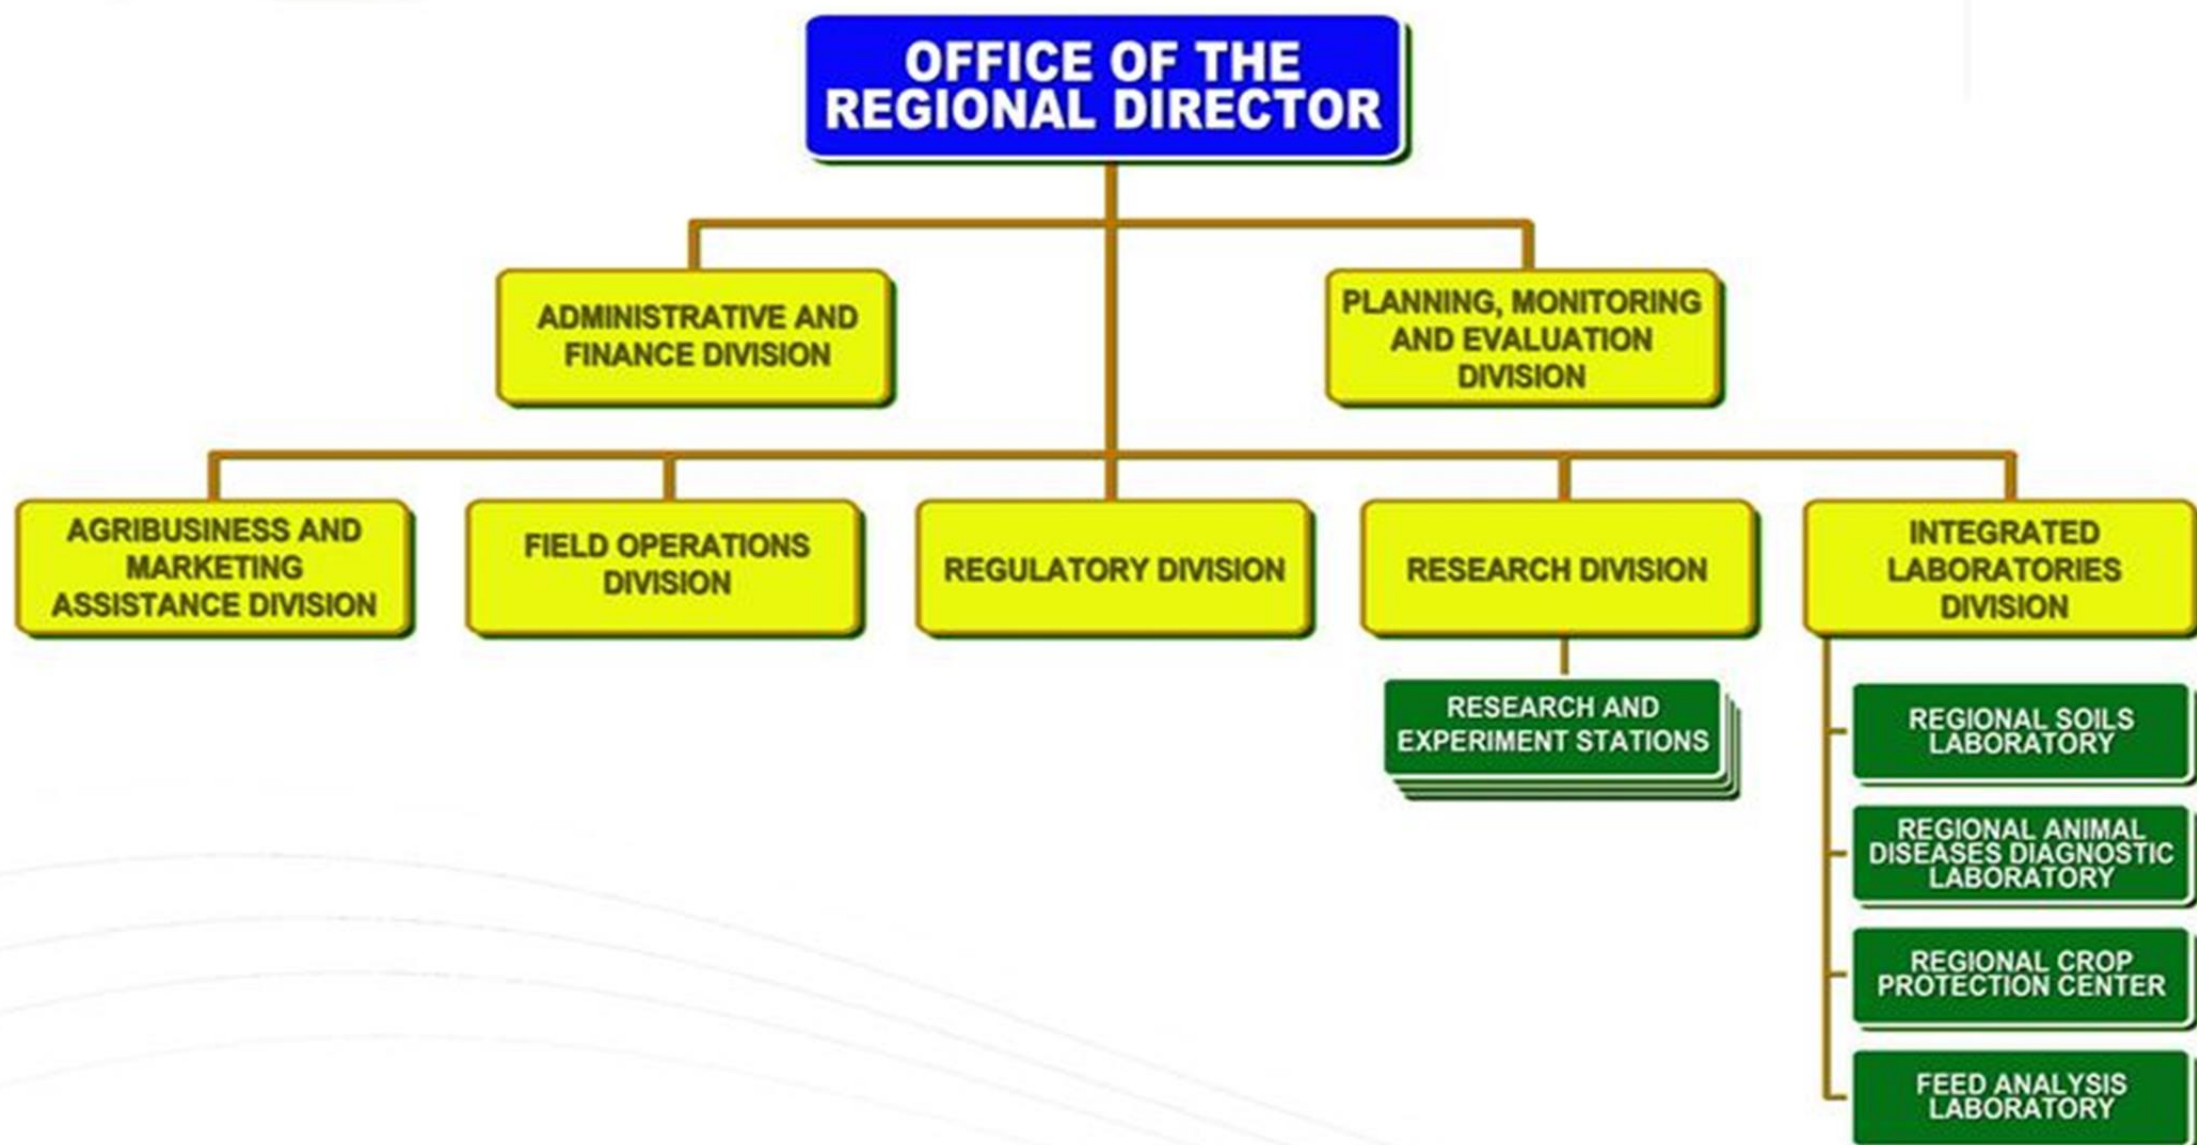 OFFICE OF THE
REGIONAL DIRECTOR
ADMINISTRATIVE AND
FINANCE DIVISION
PLANNING, MONITORING
AND EVALUATION
DIVISION
AGRIBUSINESS AND
MARKETING
ASSISTANCE DIVISION
FIELD OPERATIONS
DIVISION
REGULATORY DIVISION
RESEARCH DIVISION
INTEGRATED
LABORATORIES
DIVISION
RESEARCH AND
EXPERIMENT STATIONS
REGIONAL SOILS
LABORATORY
REGIONAL ANIMAL
DISEASES DIAGNOSTIC
LABORATORY
REGIONAL CROP
PROTECTION CENTER
FEED ANALYSIS
LABORATORY